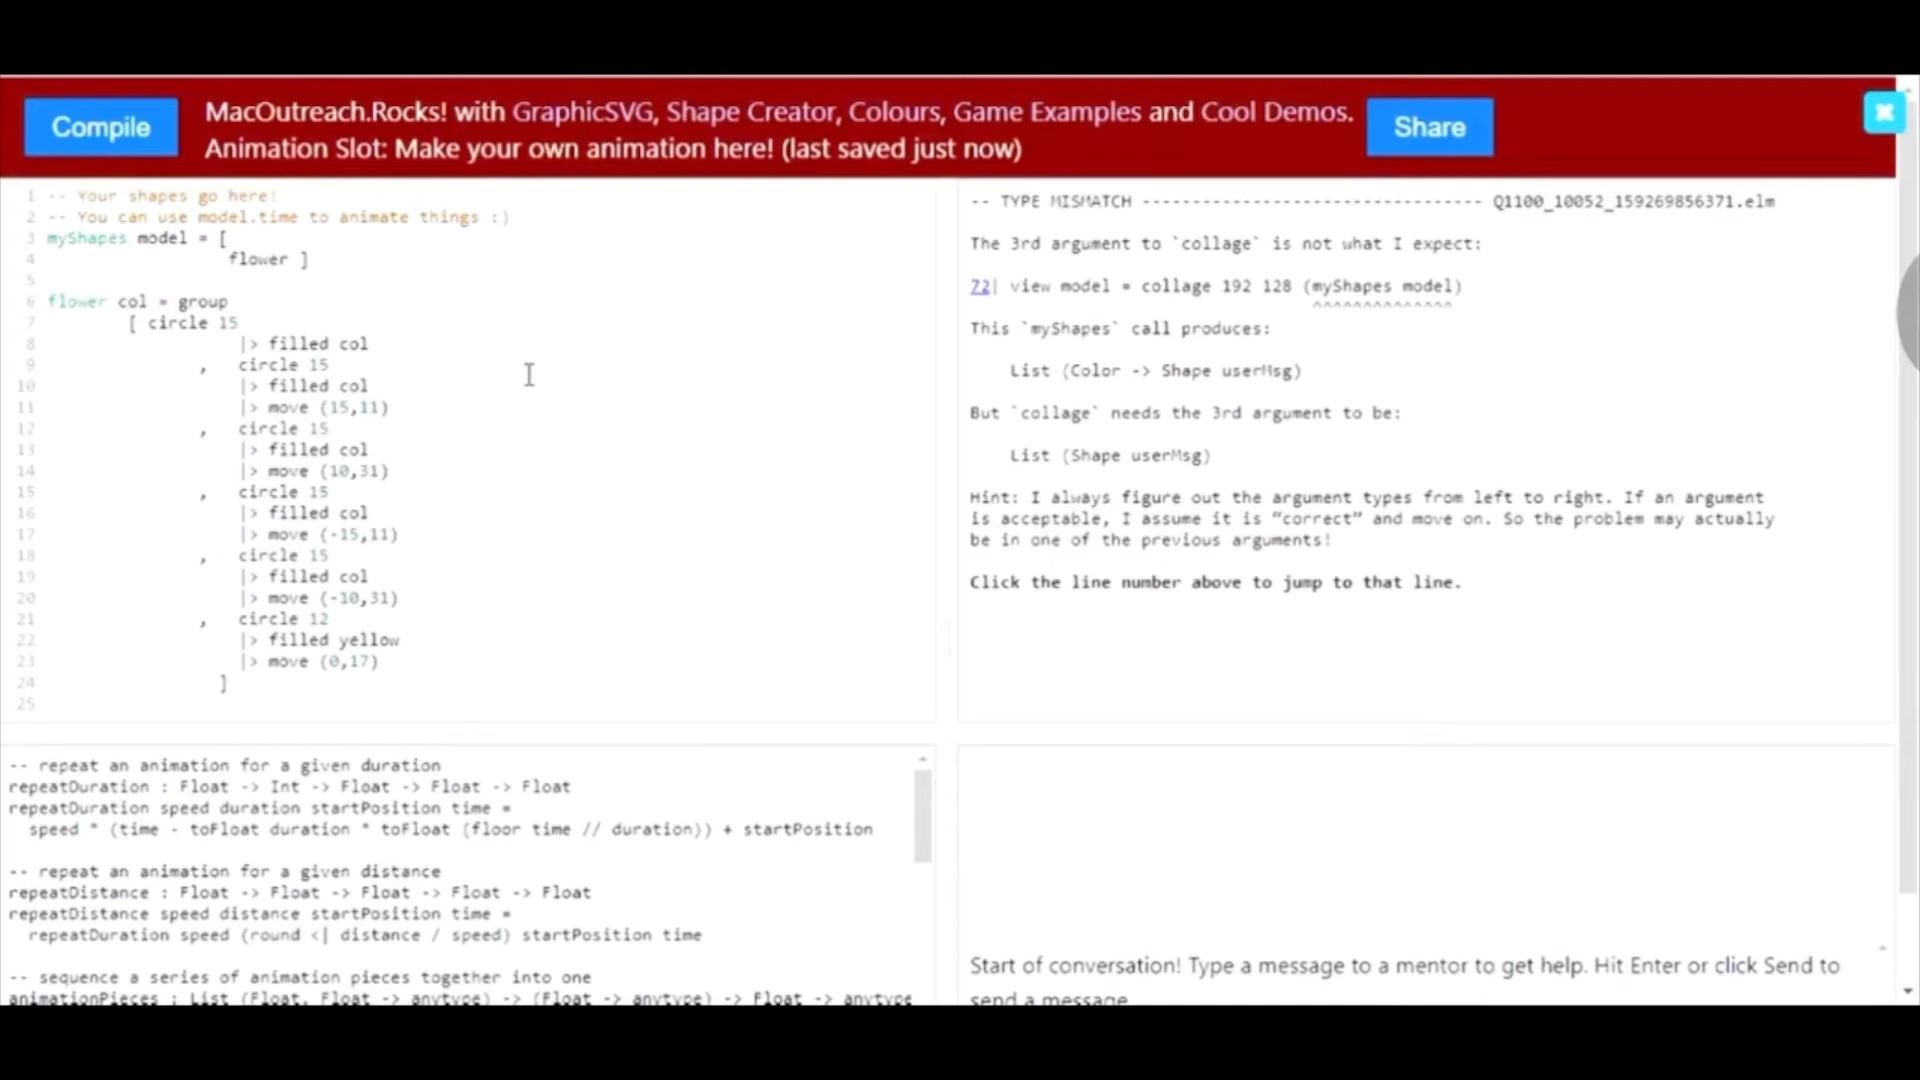 Compile
MacOutreach.Rocks! with GraphicSVG, Shape Creator, Colours, Game Examples and Cool Demos.
Animation Slot: Make your own animation here! (last saved just now)
Share
1 -- Your shapes go here!
2 -- You can use model.time to animate things :)
3 myShapes model = [
4 flower ]
5
6 flower col = group
7 [ circle 15
8 |> filled col
9 , circle 15
10 |> filled col
11 |> move (15,11)
12 , circle 15
13 |> filled col
14 |> move (10,31)
15 , circle 15
16 |> filled col
17 |> move (-15,11)
18 , circle 15
19 |> filled col
20 |> move (-10,31)
21 , circle 12
22 |> filled yellow
23 |> move (0,17)
24 ]
25
-- TYPE MISMATCH ---------------------------------- Q1100_10052_159269856371.elm
The 3rd argument to `collage` is not what I expect:
72| view model = collage 192 128 (myShapes model)
^^^^^^^^^^^^^^
This `myShapes` call produces:
List (Color -> Shape userMsg)
But `collage` needs the 3rd argument to be:
List (Shape userMsg)
Hint: I always figure out the argument types from left to right. If an argument
is acceptable, I assume it is “correct” and move on. So the problem may actually
be in one of the previous arguments!
Click the line number above to jump to that line.
-- repeat an animation for a given duration
repeatDuration : Float -> Int -> Float -> Float -> Float
repeatDuration speed duration startPosition time =
speed * (time - toFloat duration * toFloat (floor time // duration)) + startPosition
-- repeat an animation for a given distance
repeatDistance : Float -> Float -> Float -> Float -> Float
repeatDistance speed distance startPosition time =
repeatDuration speed (round <| distance / speed) startPosition time
-- sequence a series of animation pieces together into one
animationPieces : List (Float, Float -> anytype) -> (Float -> anytype) -> Float -> anytype
Start of conversation! Type a message to a mentor to get help. Hit Enter or click Send to
send a message